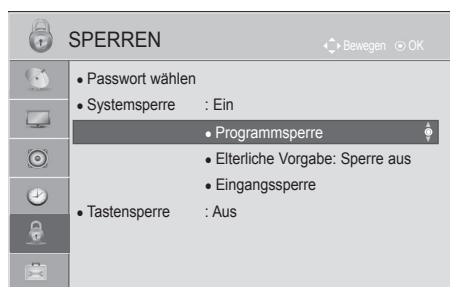 SPERREN
Bewegen OK
• Passwort wählen
• Systemsperre : Ein
• Programmsperre
• Elterliche Vorgabe: Sperre aus
• Eingangssperre
• Tastensperre : Aus